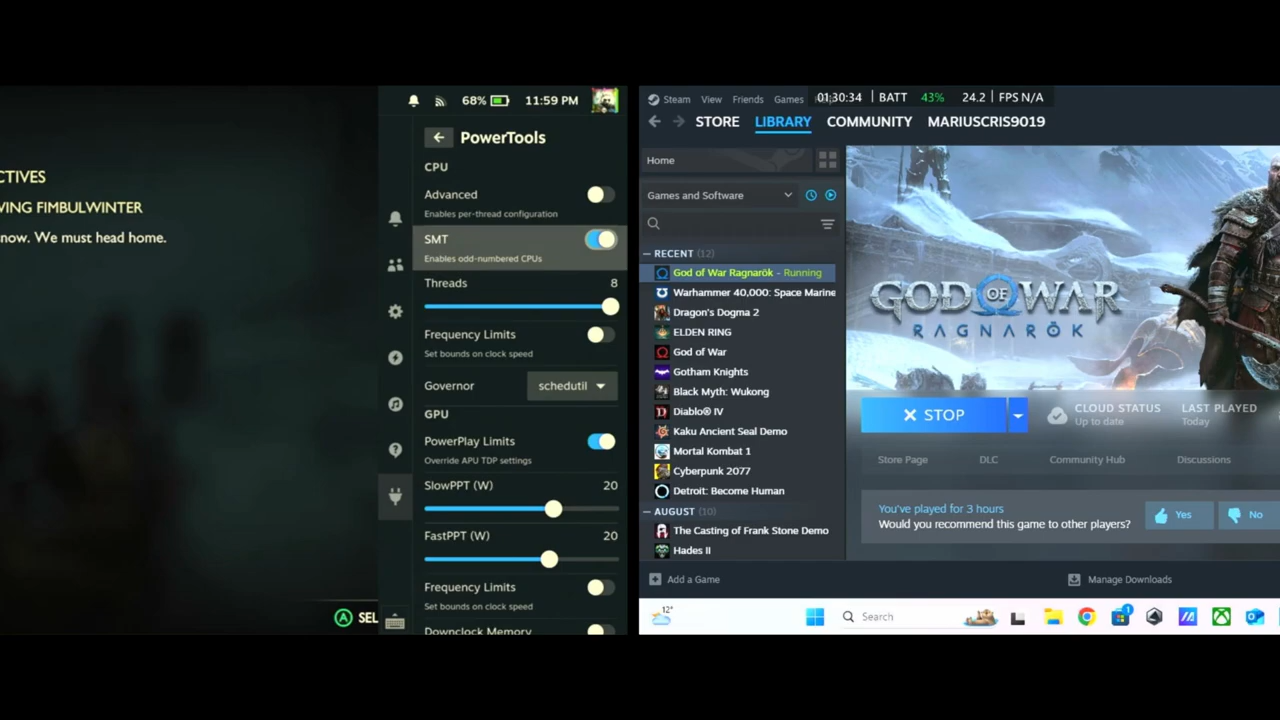 CTIVES
VING FIMBULWINTER
now. We must head home.
SEL
68%
11:59 PM
PowerTools
CPU
Advanced
Enables per-thread configuration
SMT
Enables odd-numbered CPUs
Threads 8
Frequency Limits
Set bounds on clock speed
Governor schedutil
GPU
PowerPlay Limits
Override APU TDP settings
SlowPPT (W) 20
FastPPT (W) 20
Frequency Limits
Set bounds on clock speed
Downclock Memory
A
Steam View Friends Games
01:30:34 | BATT 43% 24.2 | FPS N/A
STORE LIBRARY COMMUNITY MARIUSCRIS9019
Home
Games and Software
RECENT (12)
God of War Ragnarök - Running
Warhammer 40,000: Space Marine
Dragon's Dogma 2
ELDEN RING
God of War
Gotham Knights
Black Myth: Wukong
Diablo® IV
Kaku Ancient Seal Demo
Mortal Kombat 1
Cyberpunk 2077
Detroit: Become Human
AUGUST (10)
The Casting of Frank Stone Demo
Hades II
Add a Game
GOD OF WAR
RAGNARÖK
STOP
CLOUD STATUS
Up to date
LAST PLAYED
Today
Store Page DLC Community Hub Discussions
You've played for 3 hours
Would you recommend this game to other players?
Yes
No
Manage Downloads
12°
Search
1